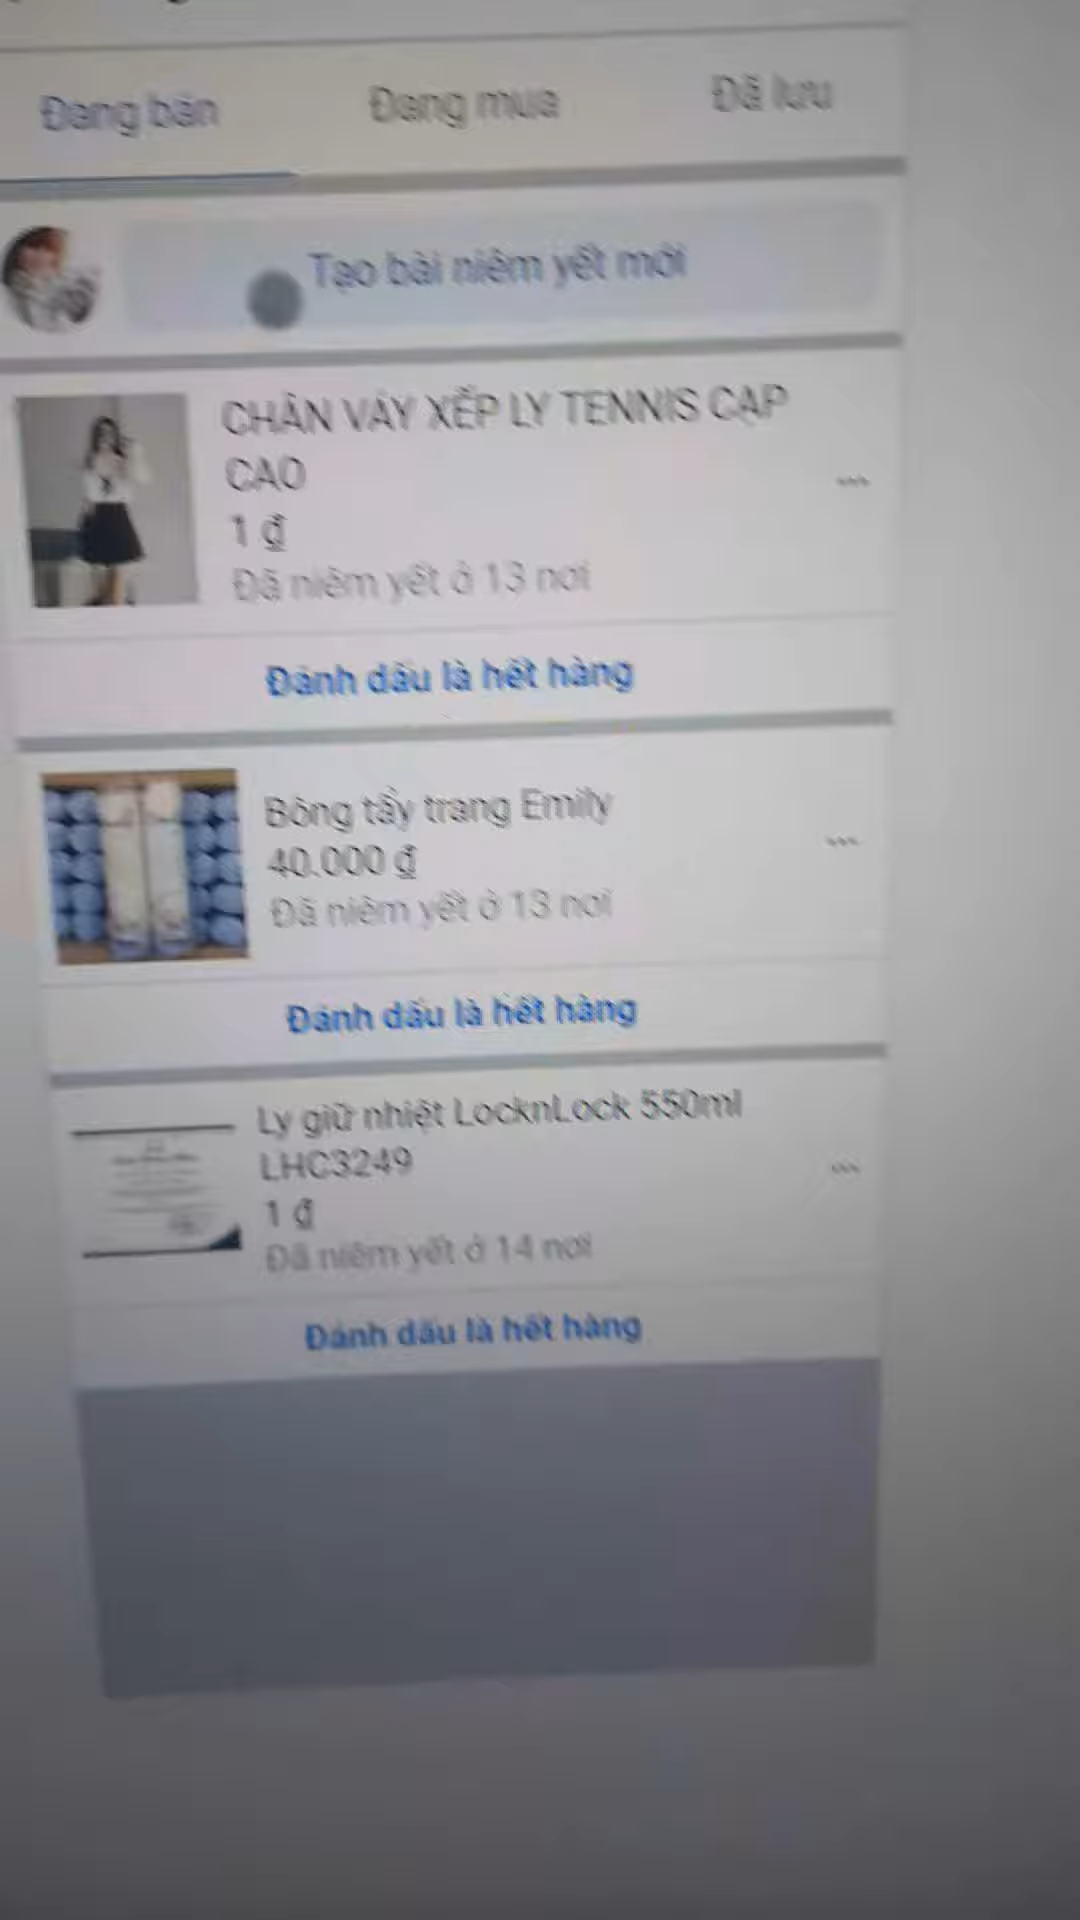 Đang bán
Đang mua
Đã lưu
Tạo bài niêm yết mới
CHÂN VÁY XẾP LY TENNIS CẠP
CAO
1 ₫
Đã niêm yết ở 13 nơi
Đánh dấu là hết hàng
Bông tẩy trang Emily
40.000 ₫
Đã niêm yết ở 13 nơi
Đánh dấu là hết hàng
Ly giữ nhiệt LocknLock 550ml
LHC3249
1 ₫
Đã niêm yết ở 14 nơi
Đánh dấu là hết hàng